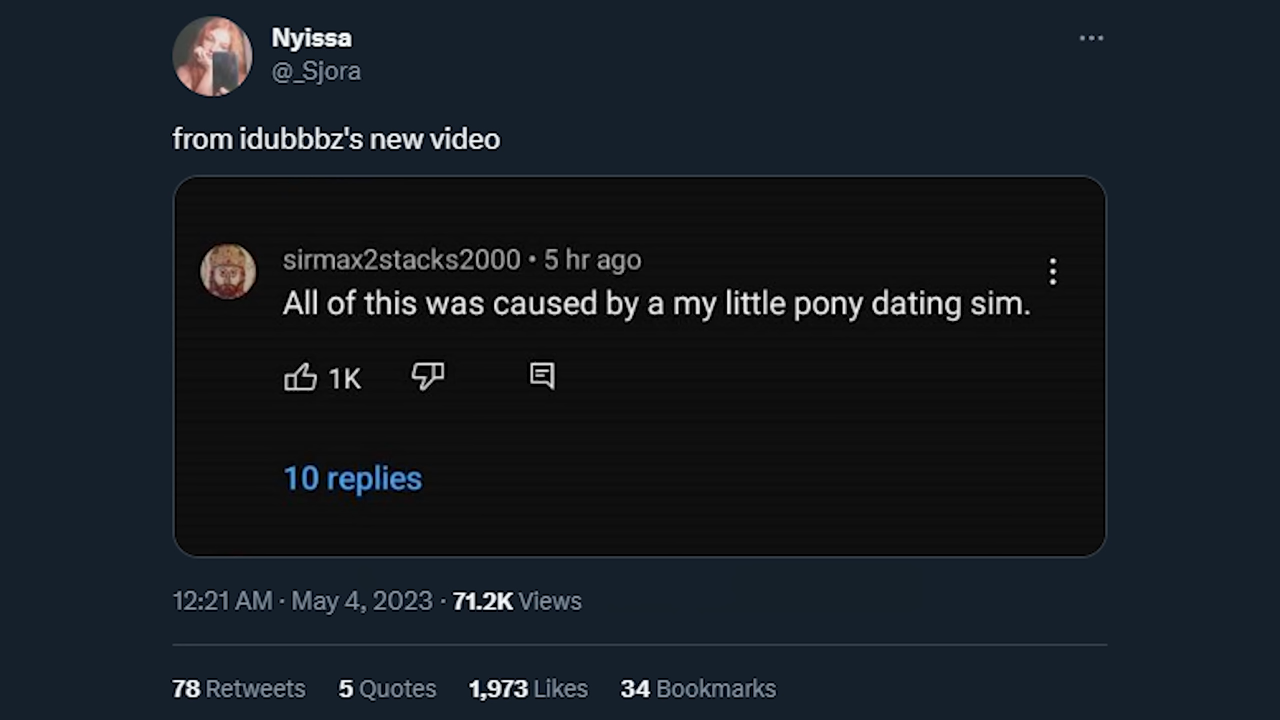 Nyissa
@_Sjora
from idubbbz's new video
sirmax2stacks2000 • 5 hr ago
All of this was caused by a my little pony dating sim.
1K
10 replies
12:21 AM · May 4, 2023 · 71.2K Views
78 Retweets 5 Quotes 1,973 Likes 34 Bookmarks